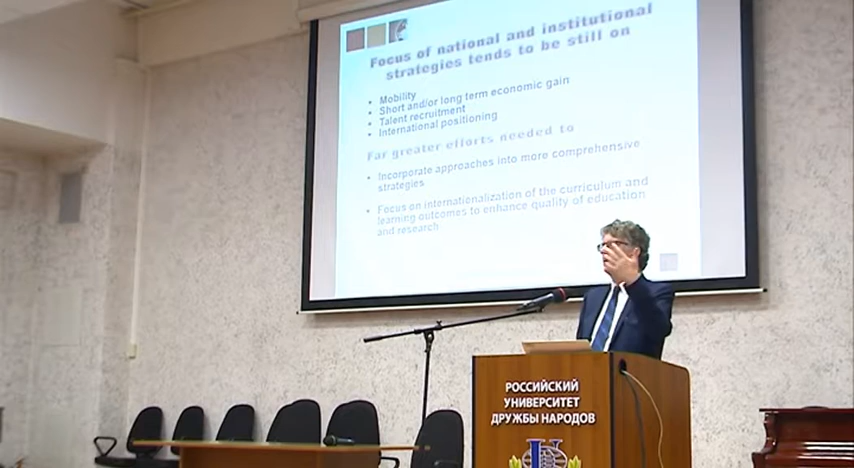 Focus of national and institutional
strategies tends to be still on
• Mobility
• Short and/or long term economic gain
• Talent recruitment
• International positioning
Far greater efforts needed to
• Incorporate approaches into more comprehensive
strategies
• Focus on internationalization of the curriculum and
learning outcomes to enhance quality of education
and research
РОССИЙСКИЙ
УНИВЕРСИТЕТ
ДРУЖБЫ НАРОДОВ